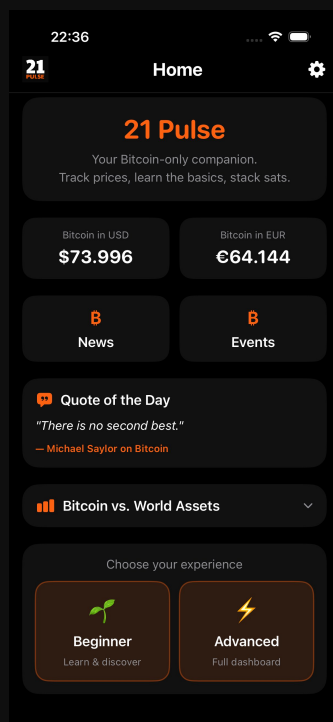 22:36
21
PULSE
Home
21 Pulse
Your Bitcoin-only companion.
Track prices, learn the basics, stack sats.
Bitcoin in USD
$73.996
Bitcoin in EUR
€64.144
News
Events
Quote of the Day
"There is no second best."
— Michael Saylor on Bitcoin
Bitcoin vs. World Assets
Choose your experience
Beginner
Learn & discover
Advanced
Full dashboard